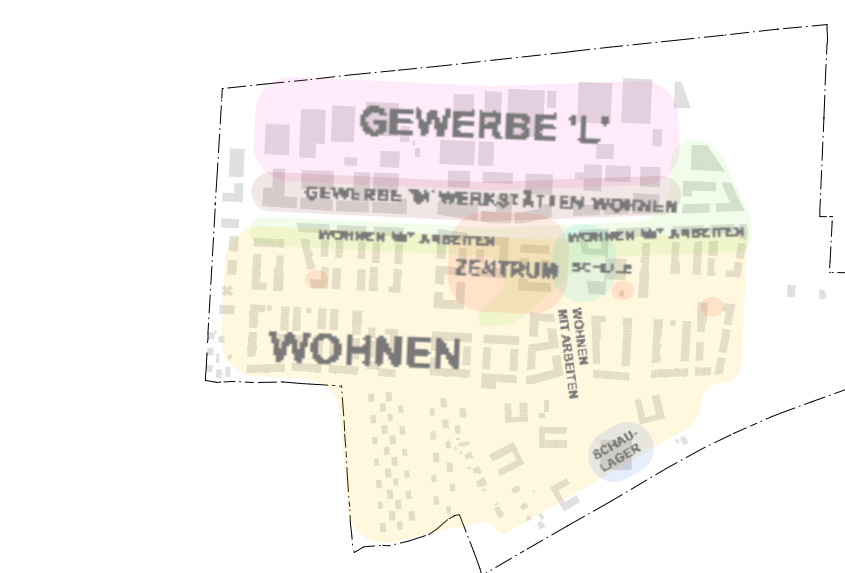 GEWERBE 'L'
GEWERBE 'M' WERKSTÄTTEN WOHNEN
WOHNEN MIT ARBEITEN
WOHNEN MIT ARBEITEN
ZENTRUM
SCHULE
WOHNEN
WOHNEN
MIT ARBEITEN
SCHAU-
LAGER